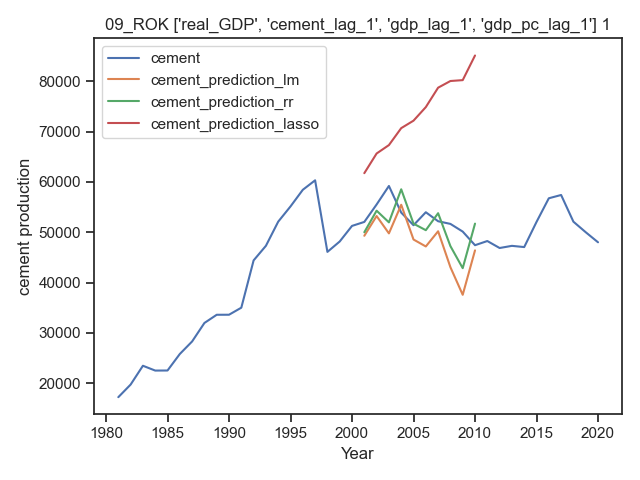 09_ROK ['real_GDP', 'cement_lag_1', 'gdp_lag_1', 'gdp_pc_lag_1'] 1
cement
cement_prediction_lm
cement_prediction_rr
cement_prediction_lasso
80000
70000
60000
50000
40000
30000
20000
cement production
1980 1985 1990 1995 2000 2005 2010 2015 2020
Year